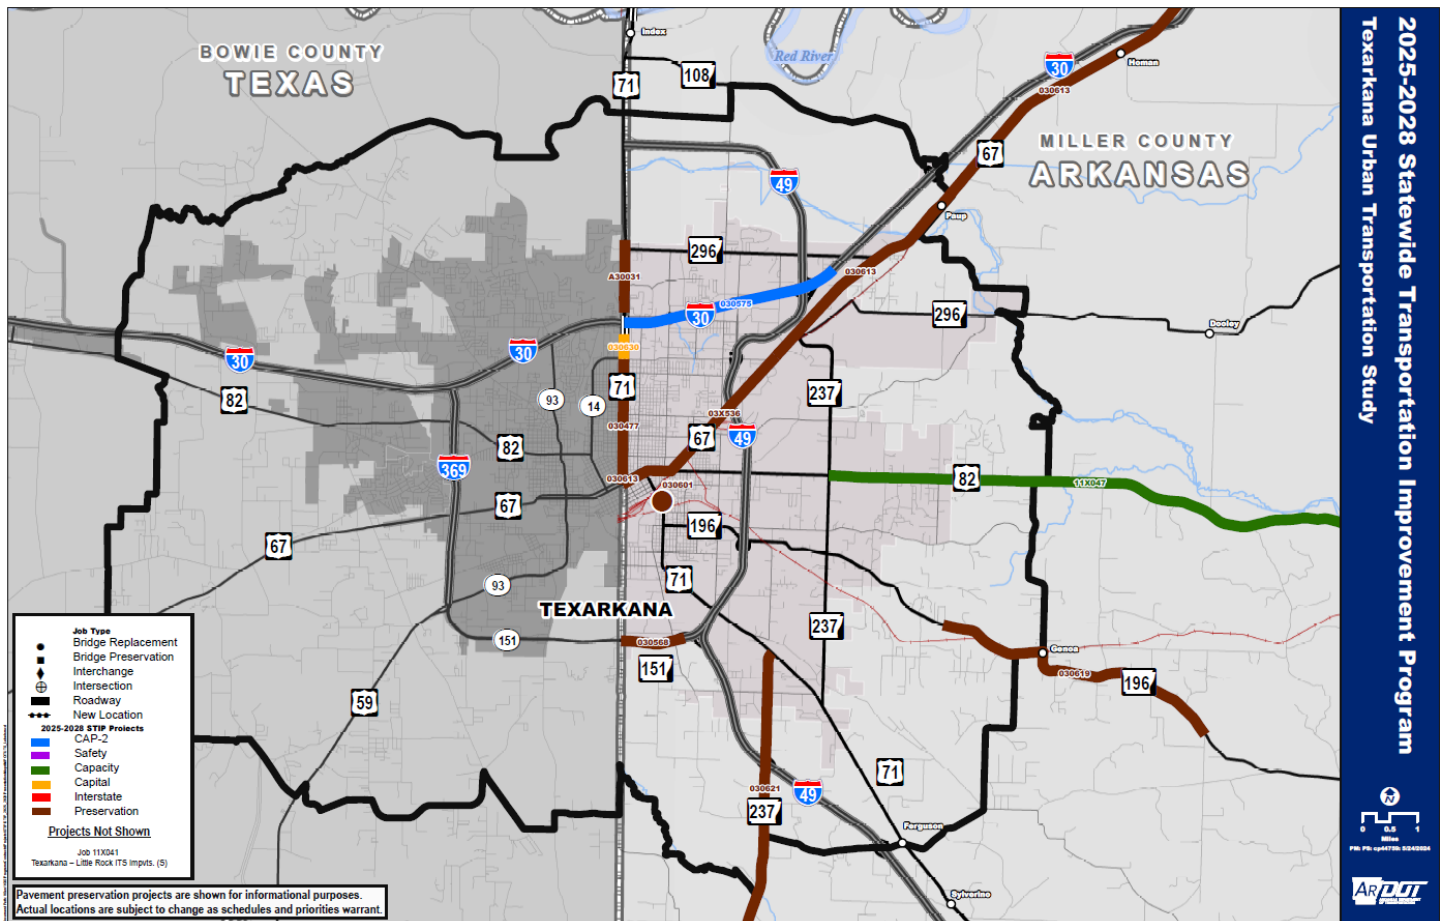 2025-2028 Statewide Transportation Improvement Program
Texarkana Urban Transportation Study
BOWIE COUNTY
TEXAS
MILLER COUNTY
ARKANSAS
Red River
Index
71
108
30
030613
Homan
67
49
Paup
296
A30031
030613
030575
30
296
Dooley
030630
30
30
82
93
14
71
237
030477
03X536
67
49
82
369
030613
82
11X047
030601
67
196
67
71
93
TEXARKANA
237
151
030568
151
Genoa
030619
196
59
71
030621
49
237
Ferguson
Sylverino
Job Type
Bridge Replacement
Bridge Preservation
Interchange
Intersection
Roadway
New Location
2025-2028 STIP Projects
CAP-2
Safety
Capacity
Capital
Interstate
Preservation
Projects Not Shown
Job 11X041
Texarkana – Little Rock ITS Impvts. (S)
Pavement preservation projects are shown for informational purposes.
Actual locations are subject to change as schedules and priorities warrant.
N
0 0.5 1
Miles
ARDOT